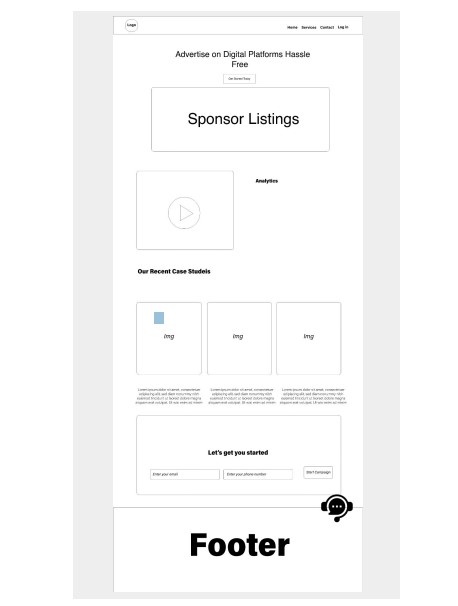 Logo
Home Services Contact Log in
Advertise on Digital Platforms Hassle
Free
Get Started Today
Sponsor Listings
Analytics
Our Recent Case Studeis
Img Img Img
Lorem ipsum dolor sit amet, consectetuer Lorem ipsum dolor sit amet, consectetuer Lorem ipsum dolor sit amet, consectetuer
adipiscing elit, sed diam nonummy nibh adipiscing elit, sed diam nonummy nibh adipiscing elit, sed diam nonummy nibh
euismod tincidunt ut laoreet dolore magna euismod tincidunt ut laoreet dolore magna euismod tincidunt ut laoreet dolore magna
aliquam erat volutpat. Ut wisi enim ad minim aliquam erat volutpat. Ut wisi enim ad minim aliquam erat volutpat. Ut wisi enim ad minim
Let's get you started
Enter your email Enter your phone number Start Campaign
Footer